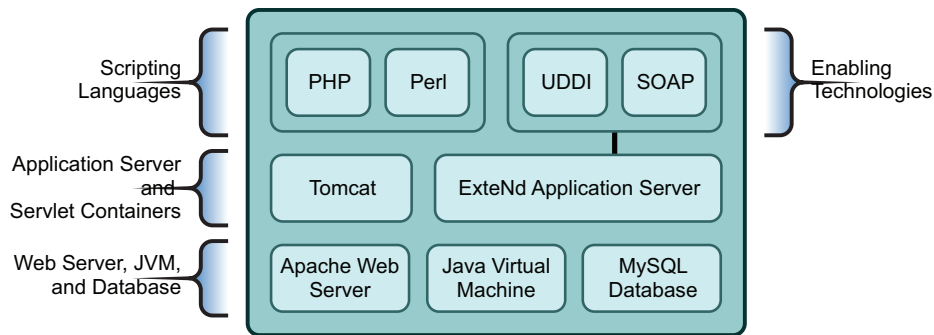 Scripting
Languages
PHP
Perl
UDDI
SOAP
Enabling
Technologies
Application Server
and
Servlet Containers
Tomcat
ExteNd Application Server
Web Server, JVM,
and Database
Apache Web
Server
Java Virtual
Machine
MySQL
Database